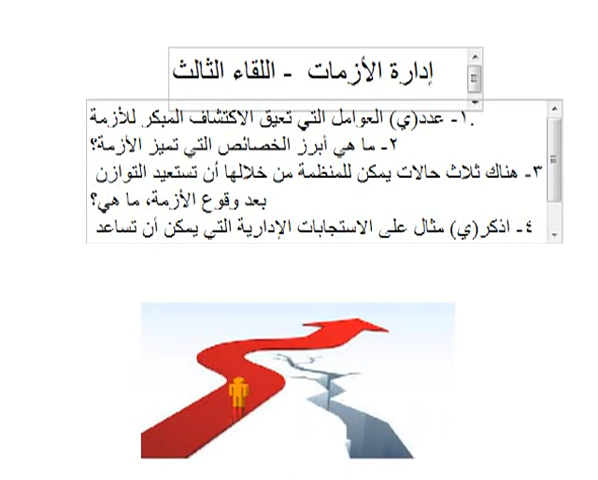 إدارة الأزمات - اللقاء الثالث
١- عدد(ي) العوامل التي تعيق الاكتشاف المبكر للأزمة.
٢- ما هي أبرز الخصائص التي تميز الأزمة؟
٣- هناك ثلاث حالات يمكن للمنظمة من خلالها أن تستعيد التوازن
بعد وقوع الأزمة، ما هي؟
٤- اذكر(ي) مثال على الاستجابات الإدارية التي يمكن أن تساعد